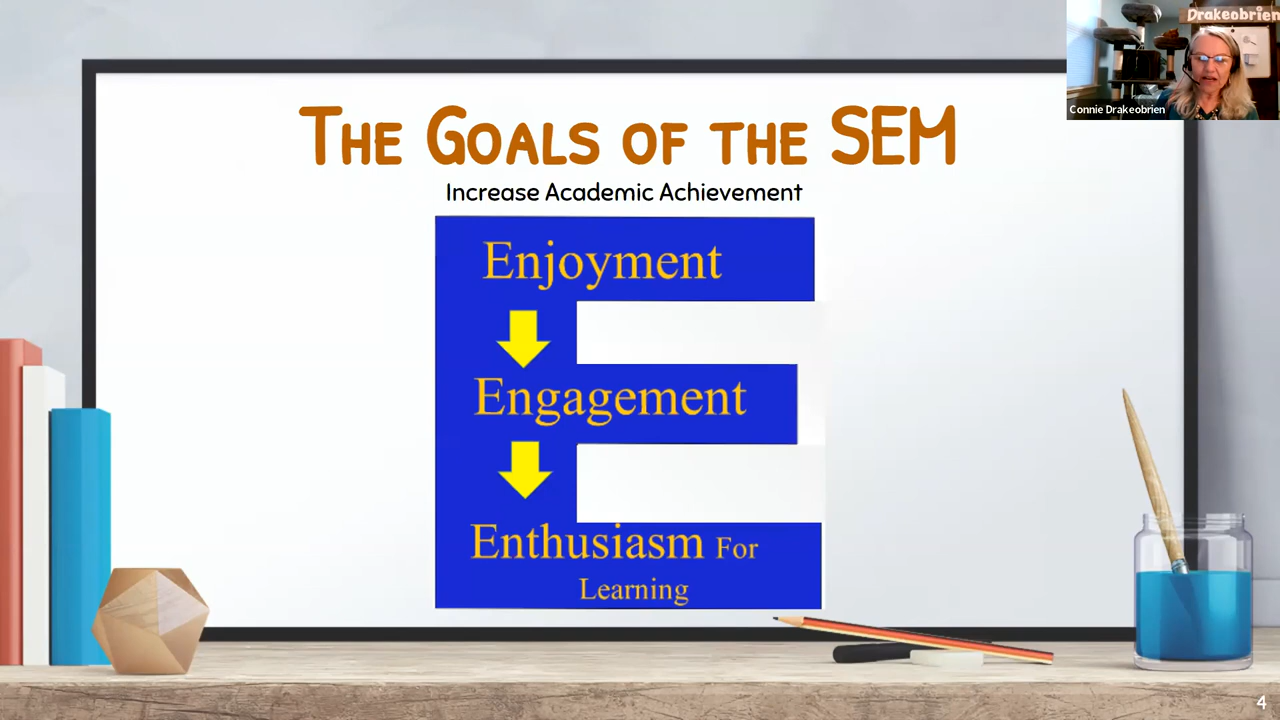 Drakeobrien
Connie Drakeobrien
The Goals of the SEM
Increase Academic Achievement
Enjoyment
Engagement
Enthusiasm For
Learning
4